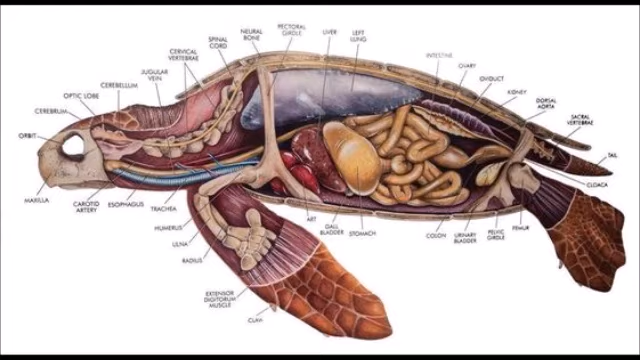 PECTORAL
GIRDLE
NEURAL
BONE
LIVER
LEFT
LUNG
SPINAL
CORD
CERVICAL
VERTEBRAE
JUGULAR
VEIN
CEREBELLUM
OPTIC LOBE
CEREBRUM
ORBIT
INTESTINE
OVARY
OVIDUCT
KIDNEY
DORSAL
AORTA
SACRAL
VERTEBRAE
TAIL
CLOACA
MAXILLA
CAROTID
ARTERY
ESOPHAGUS
TRACHEA
HUMERUS
ULNA
RADIUS
EXTENSOR
DIGITORUM
MUSCLE
CLAW
ART
GALL
BLADDER
STOMACH
COLON
URINARY
BLADDER
PELVIC
GIRDLE
FEMUR